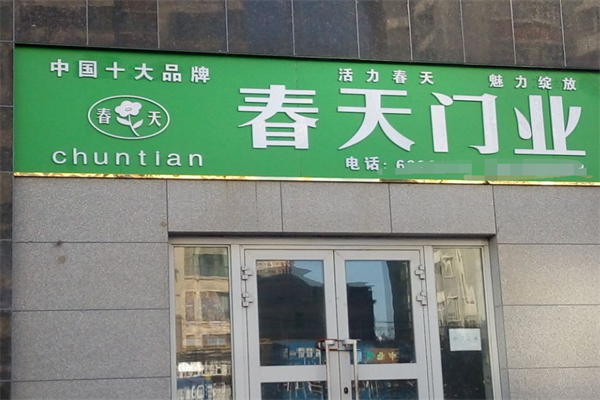 中国十大品牌
活力春天 魅力绽放
春天
春天门业
chuntian
电话: